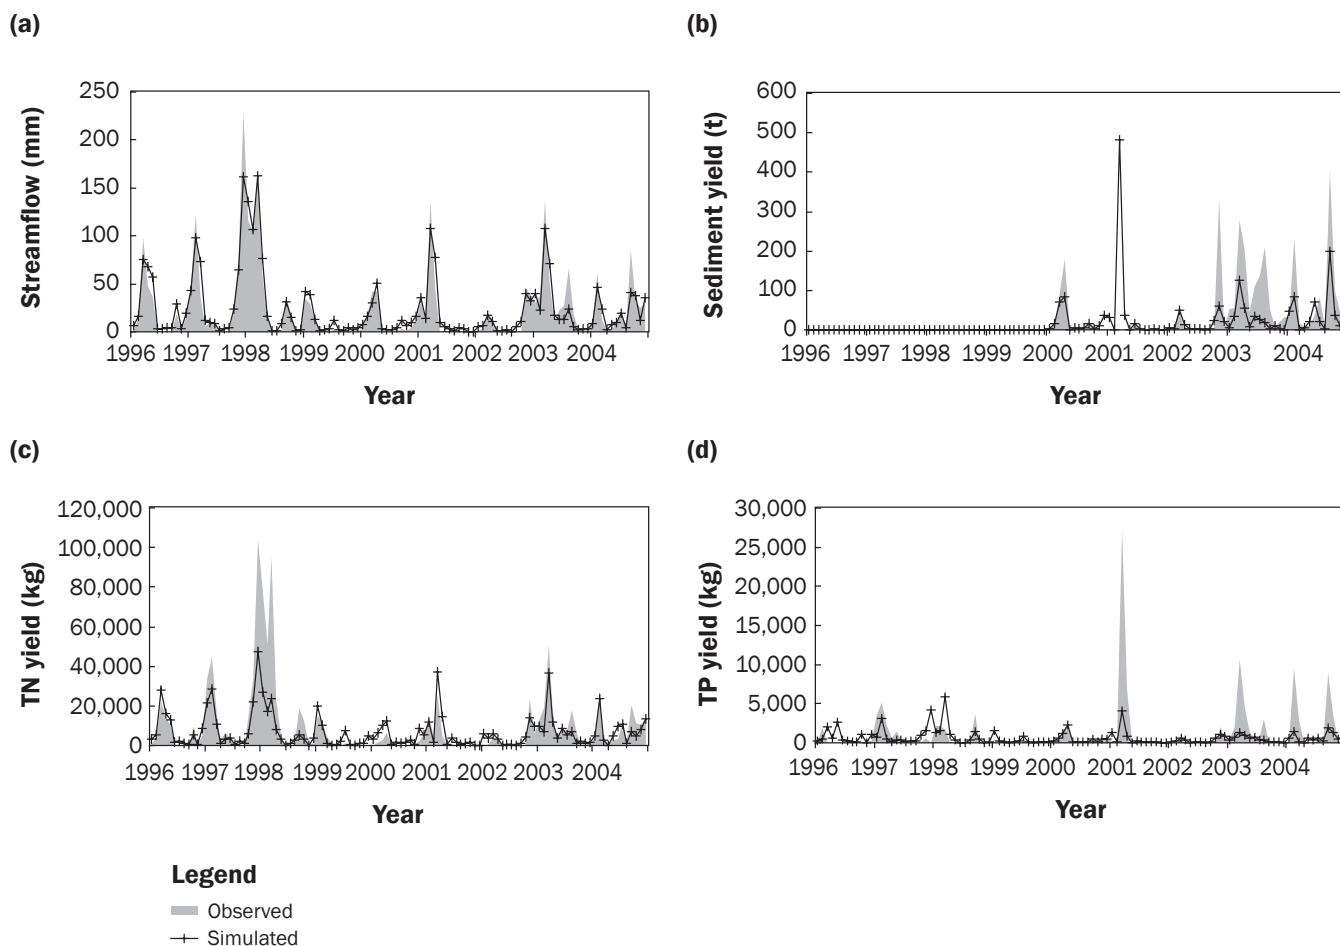 (a)
250
200
150
100
50
0
Streamflow (mm)
1996 1997 1998 1999 2000 2001 2002 2003 2004
Year
(b)
600
500
400
300
200
100
0
Sediment yield (t)
1996 1997 1998 1999 2000 2001 2002 2003 2004
Year
(c)
120,000
100,000
80,000
60,000
40,000
20,000
0
TN yield (kg)
1996 1997 1998 1999 2000 2001 2002 2003 2004
Year
(d)
30,000
25,000
20,000
15,000
10,000
5,000
0
TP yield (kg)
1996 1997 1998 1999 2000 2001 2002 2003 2004
Year
Legend
Observed
Simulated